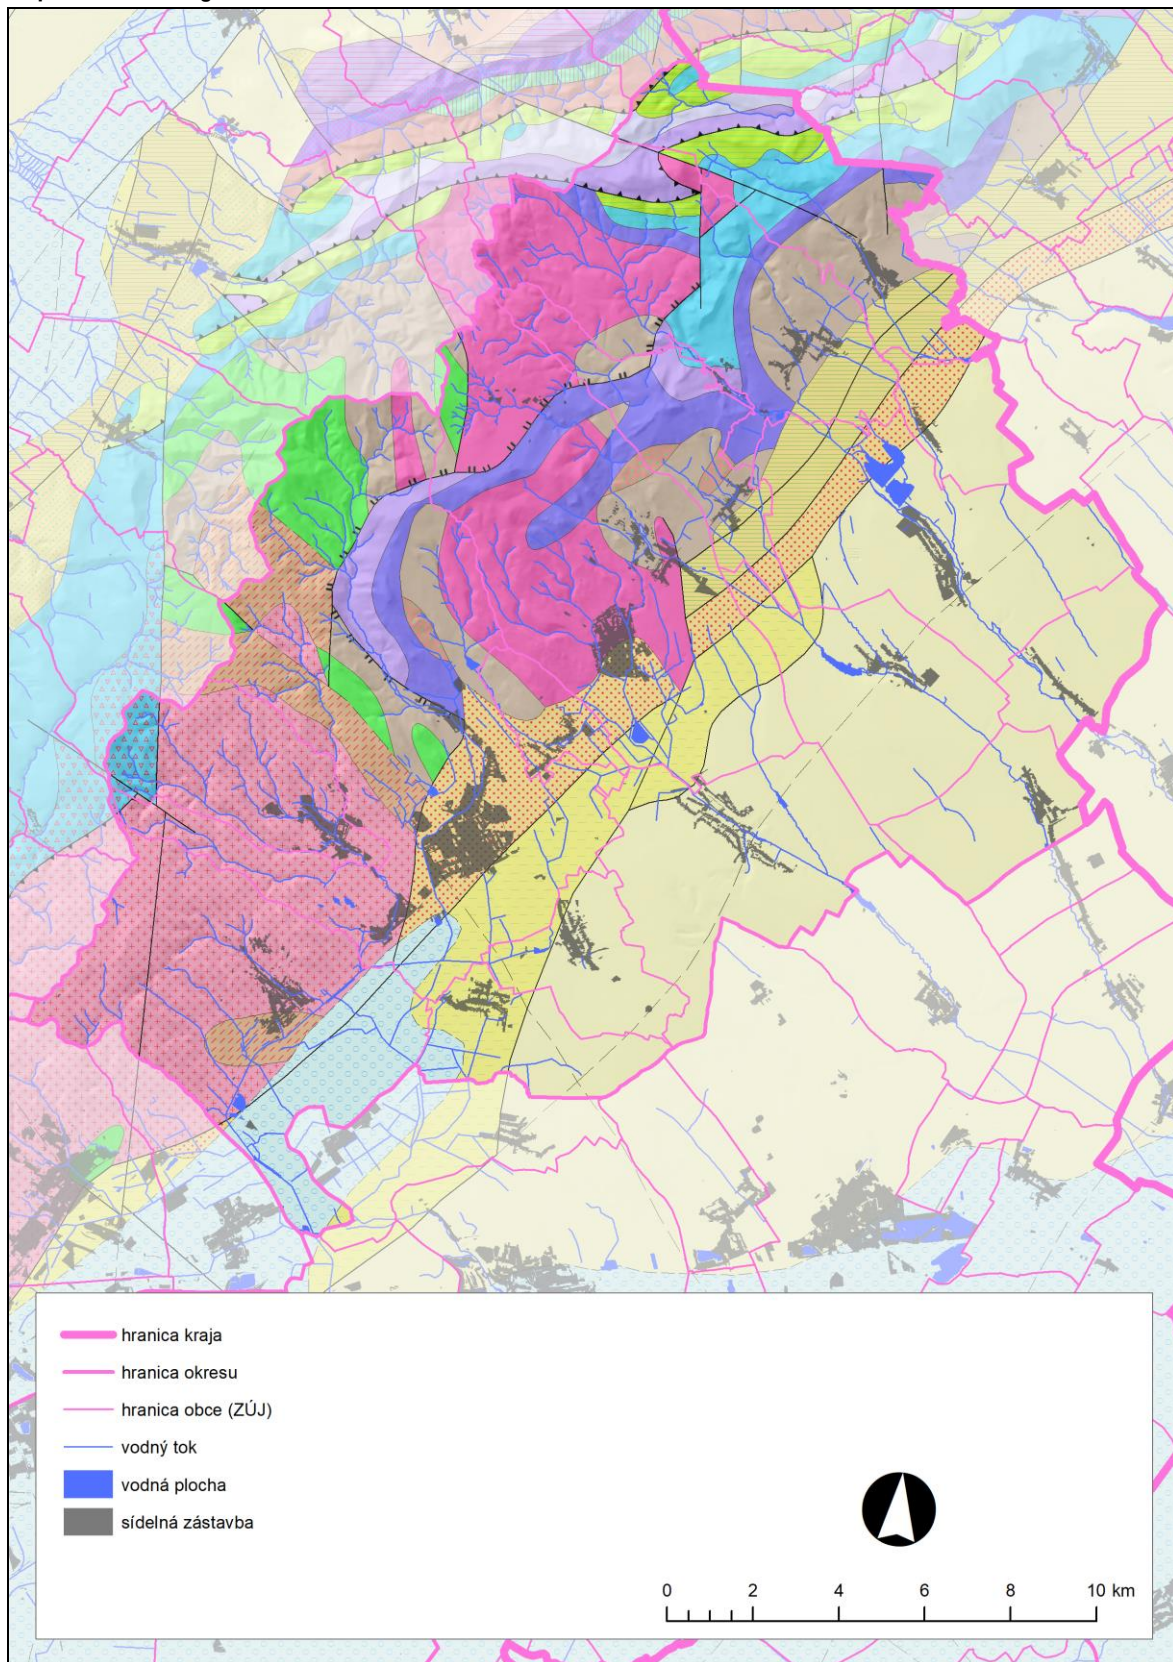 hranica kraja
hranica okresu
hranica obce (ZÚJ)
vodný tok
vodná plocha
sídelná zástavba
0 2 4 6 8 10 km